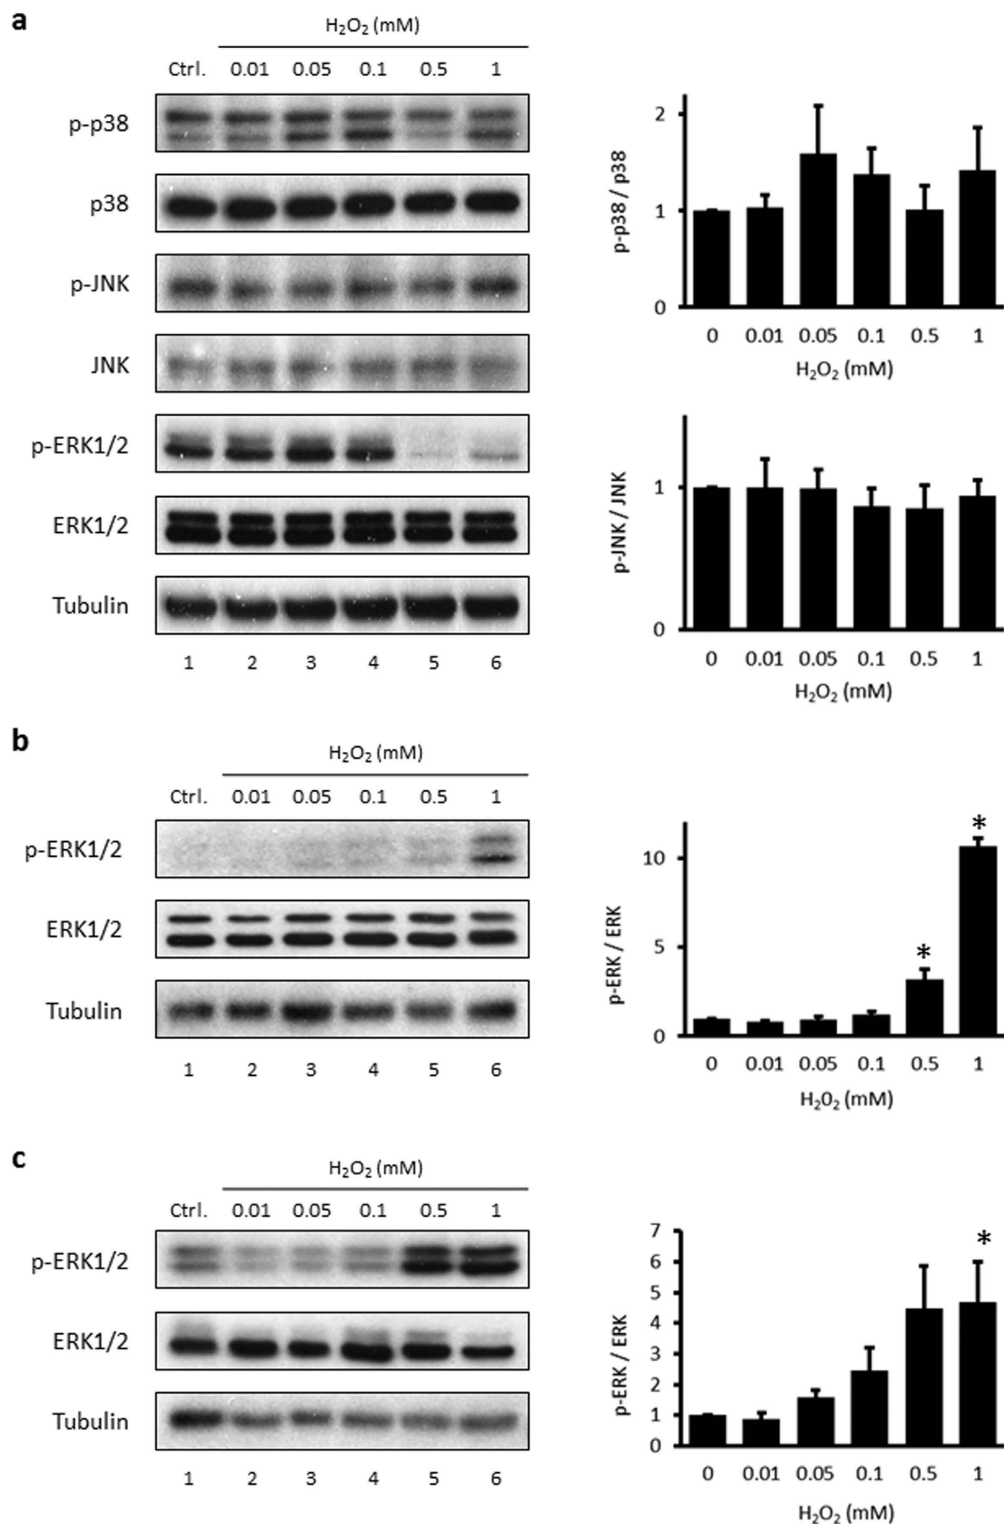 a
H₂O₂ (mM)
Ctrl. 0.01 0.05 0.1 0.5 1
p-p38
p38
p-JNK
JNK
p-ERK1/2
ERK1/2
Tubulin
1 2 3 4 5 6
p-p38 / p38
2
1
0
0 0.01 0.05 0.1 0.5 1
H₂O₂ (mM)
p-JNK / JNK
1
0
0 0.01 0.05 0.1 0.5 1
H₂O₂ (mM)
b
H₂O₂ (mM)
Ctrl. 0.01 0.05 0.1 0.5 1
p-ERK1/2
ERK1/2
Tubulin
1 2 3 4 5 6
p-ERK / ERK
10
5
0
* *
0 0.01 0.05 0.1 0.5 1
H₂0₂ (mM)
c
H₂O₂ (mM)
Ctrl. 0.01 0.05 0.1 0.5 1
p-ERK1/2
ERK1/2
Tubulin
1 2 3 4 5 6
p-ERK / ERK
7
6
5
4
3
2
1
0
*
0 0.01 0.05 0.1 0.5 1
H₂O₂ (mM)